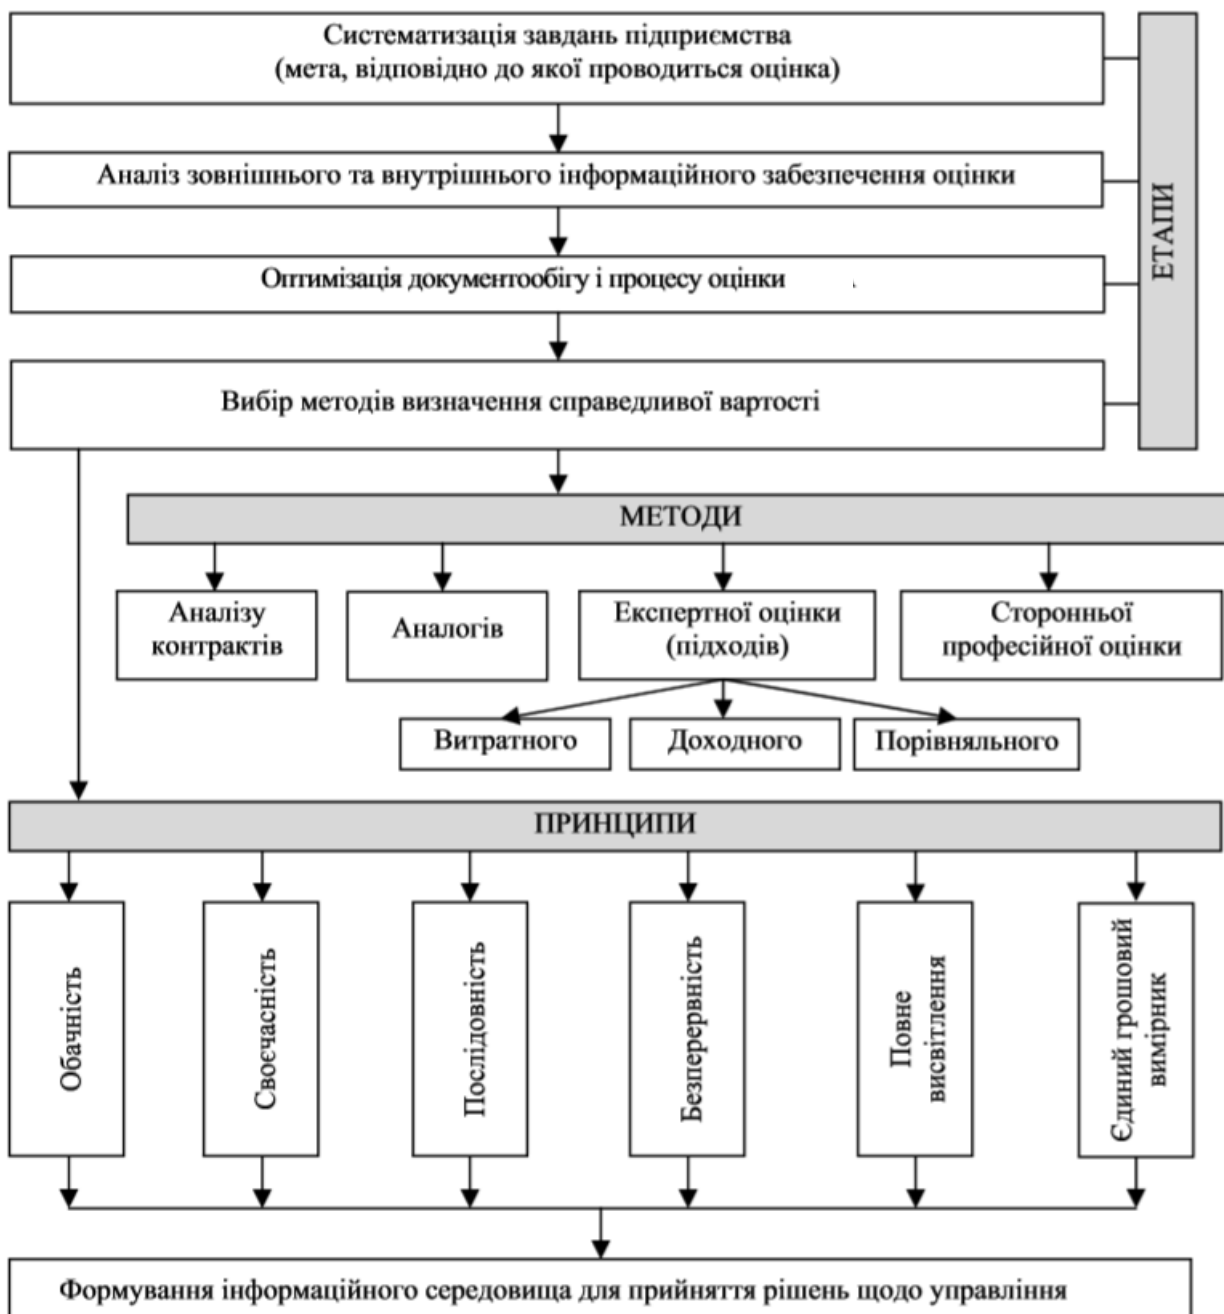 Систематизація завдань підприємства
(мета, відповідно до якої проводиться оцінка)
Аналіз зовнішнього та внутрішнього інформаційного забезпечення оцінки
Оптимізація документообігу і процесу оцінки
Вибір методів визначення справедливої вартості
ЕТАПИ
МЕТОДИ
Аналізу
контрактів
Аналогів
Експертної оцінки
(підходів)
Сторонньої
професійної оцінки
Витратного
Доходного
Порівняльного
ПРИНЦИПИ
Обачність
Своєчасність
Послідовність
Безперервність
Повне
висвітлення
Єдиний грошовий
вимірник
Формування інформаційного середовища для прийняття рішень щодо управління